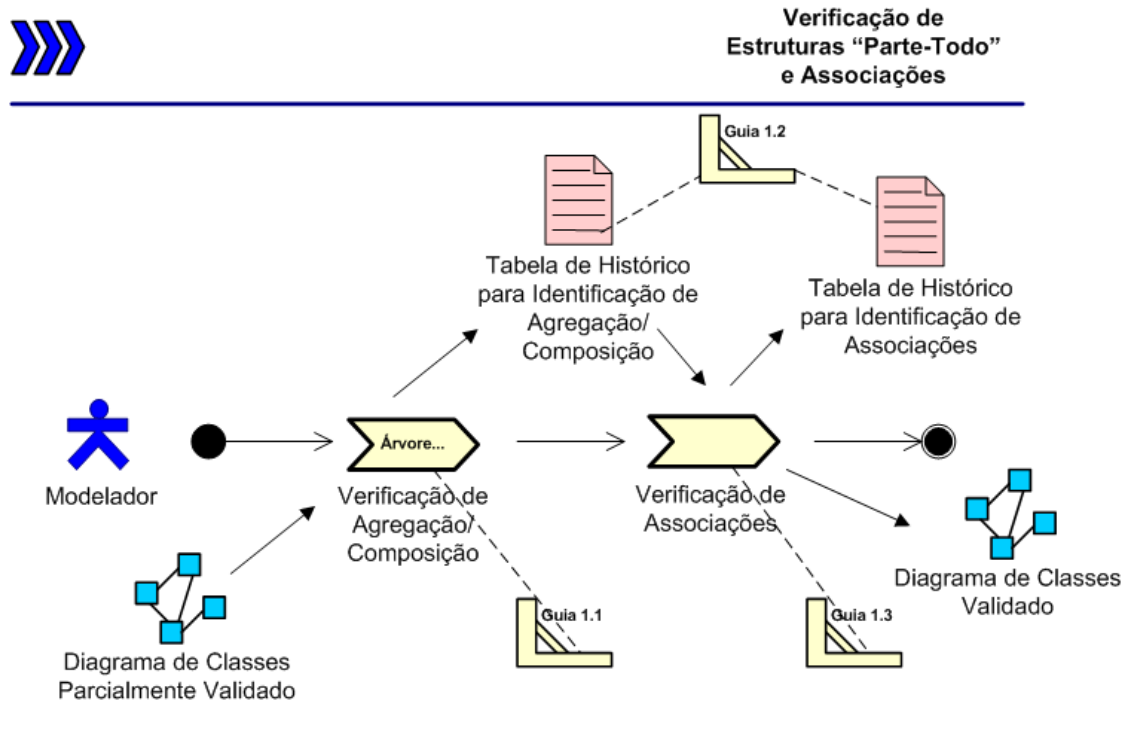 Verificação de
Estruturas “Parte-Todo”
e Associações
Guia 1.2
Tabela de Histórico
para Identificação de
Agregação/
Composição
Tabela de Histórico
para Identificação de
Associações
Modelador
Árvore...
Verificação de
Agregação/
Composição
Verificação de
Associações
Diagrama de Classes
Validado
Guia 1.1
Guia 1.3
Diagrama de Classes
Parcialmente Validado